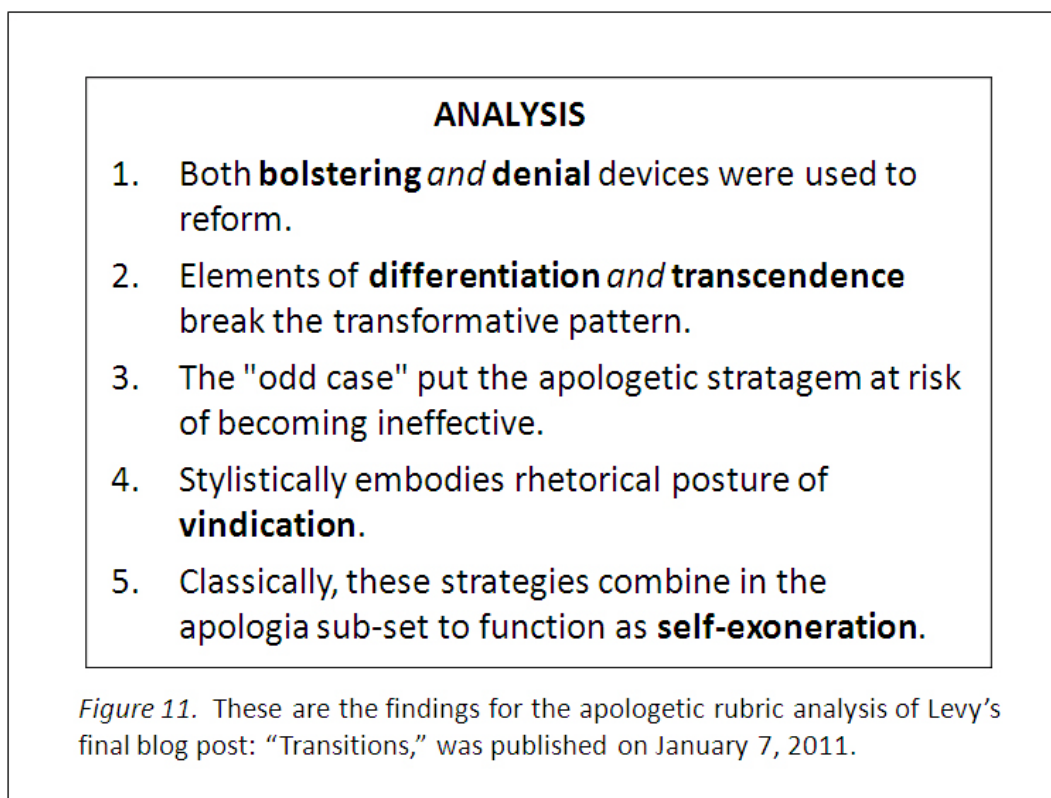 ANALYSIS
1. Both bolstering and denial devices were used to
reform.
2. Elements of differentiation and transcendence
break the transformative pattern.
3. The "odd case" put the apologetic stratagem at risk
of becoming ineffective.
4. Stylistically embodies rhetorical posture of
vindication.
5. Classically, these strategies combine in the
apologia sub-set to function as self-exoneration.
Figure 11. These are the findings for the apologetic rubric analysis of Levy's
final blog post: “Transitions,” was published on January 7, 2011.